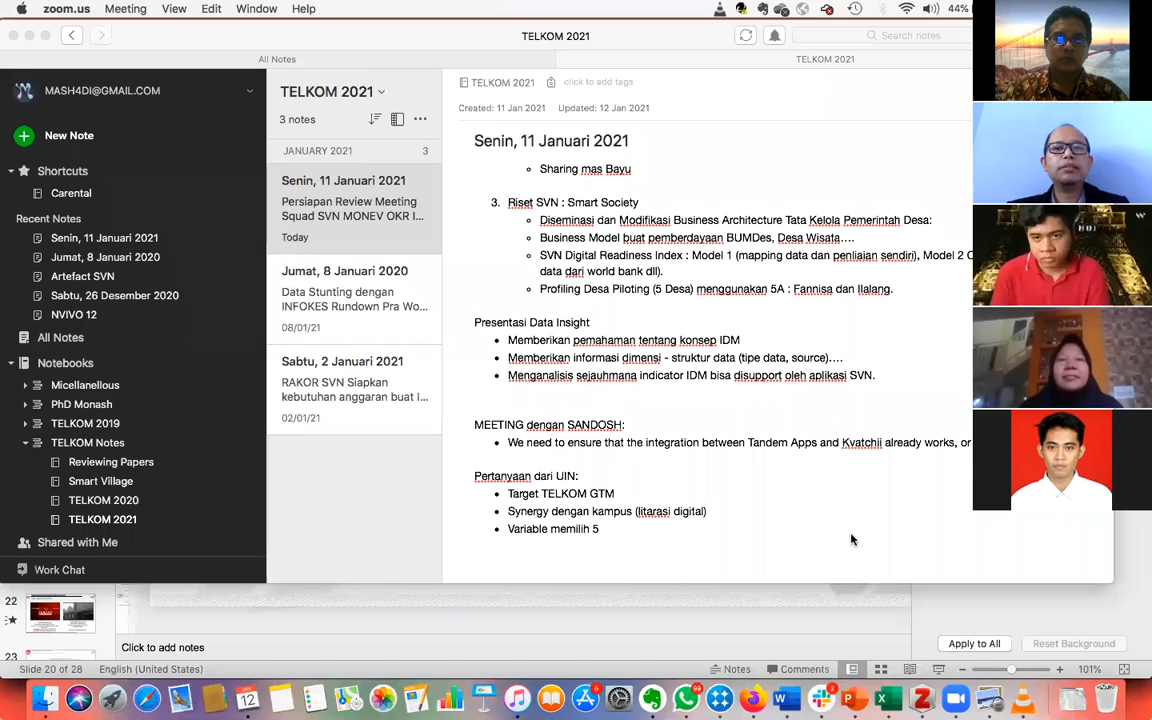 zoom.us Meeting View Edit Window Help
44%
TELKOM 2021
Search notes
All Notes
TELKOM 2021
MASH4DI@GMAIL.COM
New Note
Shortcuts
Carental
Recent Notes
Senin, 11 Januari 2021
Jumat, 8 Januari 2020
Artefact SVN
Sabtu, 26 Desember 2020
NVIVO 12
All Notes
Notebooks
Micellannellous
PhD Monash
TELKOM 2019
TELKOM Notes
Reviewing Papers
Smart Village
TELKOM 2020
TELKOM 2021
Shared with Me
Work Chat
TELKOM 2021
3 notes
JANUARY 2021 3
Senin, 11 Januari 2021
Persiapan Review Meeting
Squad SVN MONEV OKR I...
Today
Jumat, 8 Januari 2020
Data Stunting dengan
INFOKES Rundown Pra Wo...
08/01/21
Sabtu, 2 Januari 2021
RAKOR SVN Siapkan
kebutuhan anggaran buat i...
02/01/21
TELKOM 2021 click to add tags
Created: 11 Jan 2021 Updated: 12 Jan 2021
Senin, 11 Januari 2021
Sharing mas Bayu
3. Riset SVN : Smart Society
Diseminasi dan Modifikasi Business Architecture Tata Kelola Pemerintah Desa:
Business Model buat pemberdayaan BUMDes, Desa Wisata....
SVN Digital Readiness Index : Model 1 (mapping data dan penliaian sendiri), Model 2 C
data dari world bank dll).
Profiling Desa Piloting (5 Desa) menggunakan 5A : Fannisa dan Ilalang.
Presentasi Data Insight
Memberikan pemahaman tentang konsep IDM
Memberikan informasi dimensi - struktur data (tipe data, source)....
Menganalisis sejauhmana indicator IDM bisa disupport oleh aplikasi SVN.
MEETING dengan SANDOSH:
We need to ensure that the integration between Tandem Apps and Kvatchii already works, or
Pertanyaan dari UIN:
Target TELKOM GTM
Synergy dengan kampus (litarasi digital)
Variable memilih 5
22
23
Click to add notes
Apply to All
Reset Background
Slide 20 of 28 English (United States)
Notes Comments 101%